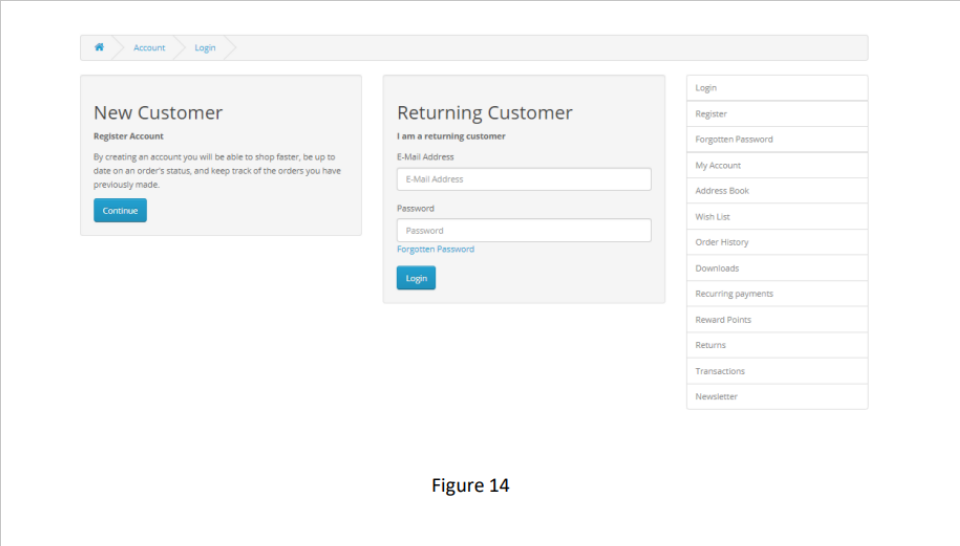 Account
Login
New Customer
Register Account
By creating an account you will be able to shop faster, be up to
date on an order's status, and keep track of the orders you have
previously made.
Continue
Returning Customer
I am a returning customer
E-Mail Address
E-Mail Address
Password
Password
Forgotten Password
Login
Login
Register
Forgotten Password
My Account
Address Book
Wish List
Order History
Downloads
Recurring payments
Reward Points
Returns
Transactions
Newsletter
Figure 14